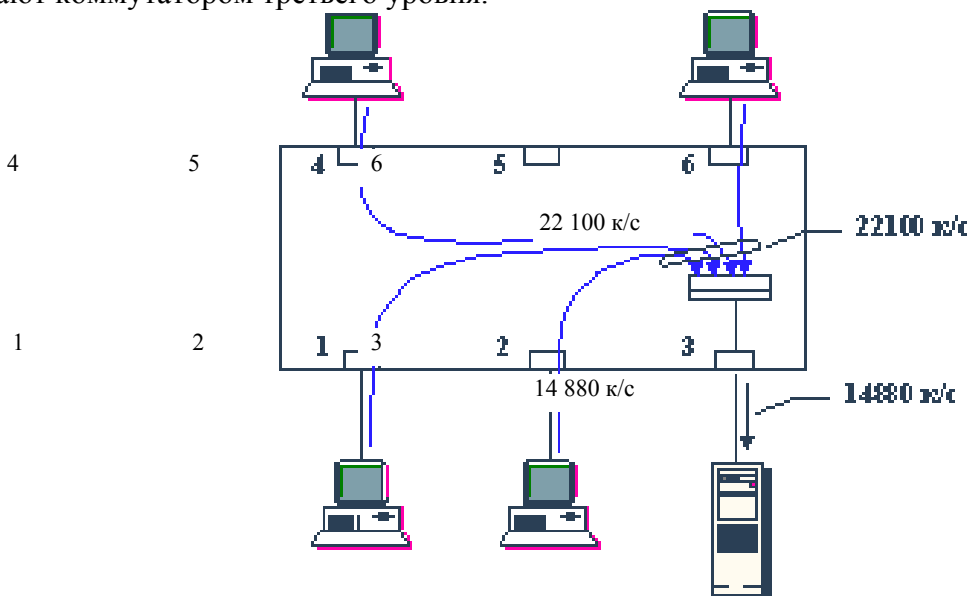 ают коммутатором третьего уровня.
4 5 4 6 5 6
22 100 к/с
22100 к/с
1 2 1 3 2 3
14 880 к/с
14880 к/с